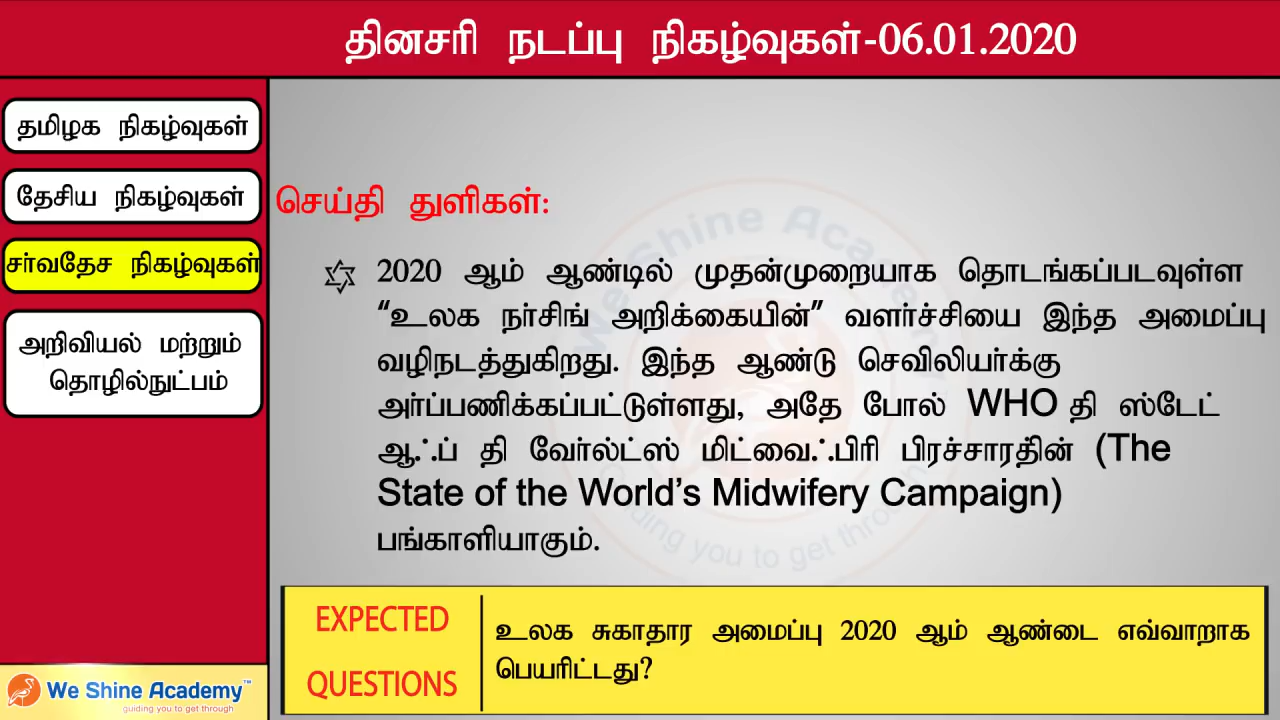 தினசரி நடப்பு நிகழ்வுகள்-06.01.2020
தமிழக நிகழ்வுகள்
தேசிய நிகழ்வுகள்
சர்வதேச நிகழ்வுகள்
அறிவியல் மற்றும்
தொழில்நுட்பம்
செய்தி துளிகள்:
2020 ஆம் ஆண்டில் முதன்முறையாக தொடங்கப்படவுள்ள
“உலக நர்சிங் அறிக்கையின்” வளர்ச்சியை இந்த அமைப்பு
வழிநடத்துகிறது. இந்த ஆண்டு செவிலியர்க்கு
அர்ப்பணிக்கப்பட்டுள்ளது, அதே போல் WHO தி ஸ்டேட்
ஆஃப் தி வேர்ல்ட்ஸ் மிட்வைஃபிரி பிரச்சாரதின் (The
State of the World’s Midwifery Campaign)
பங்காளியாகும்.
EXPECTED
QUESTIONS
உலக சுகாதார அமைப்பு 2020 ஆம் ஆண்டை எவ்வாறாக
பெயரிட்டது?
We Shine Academy™
guiding you to get through